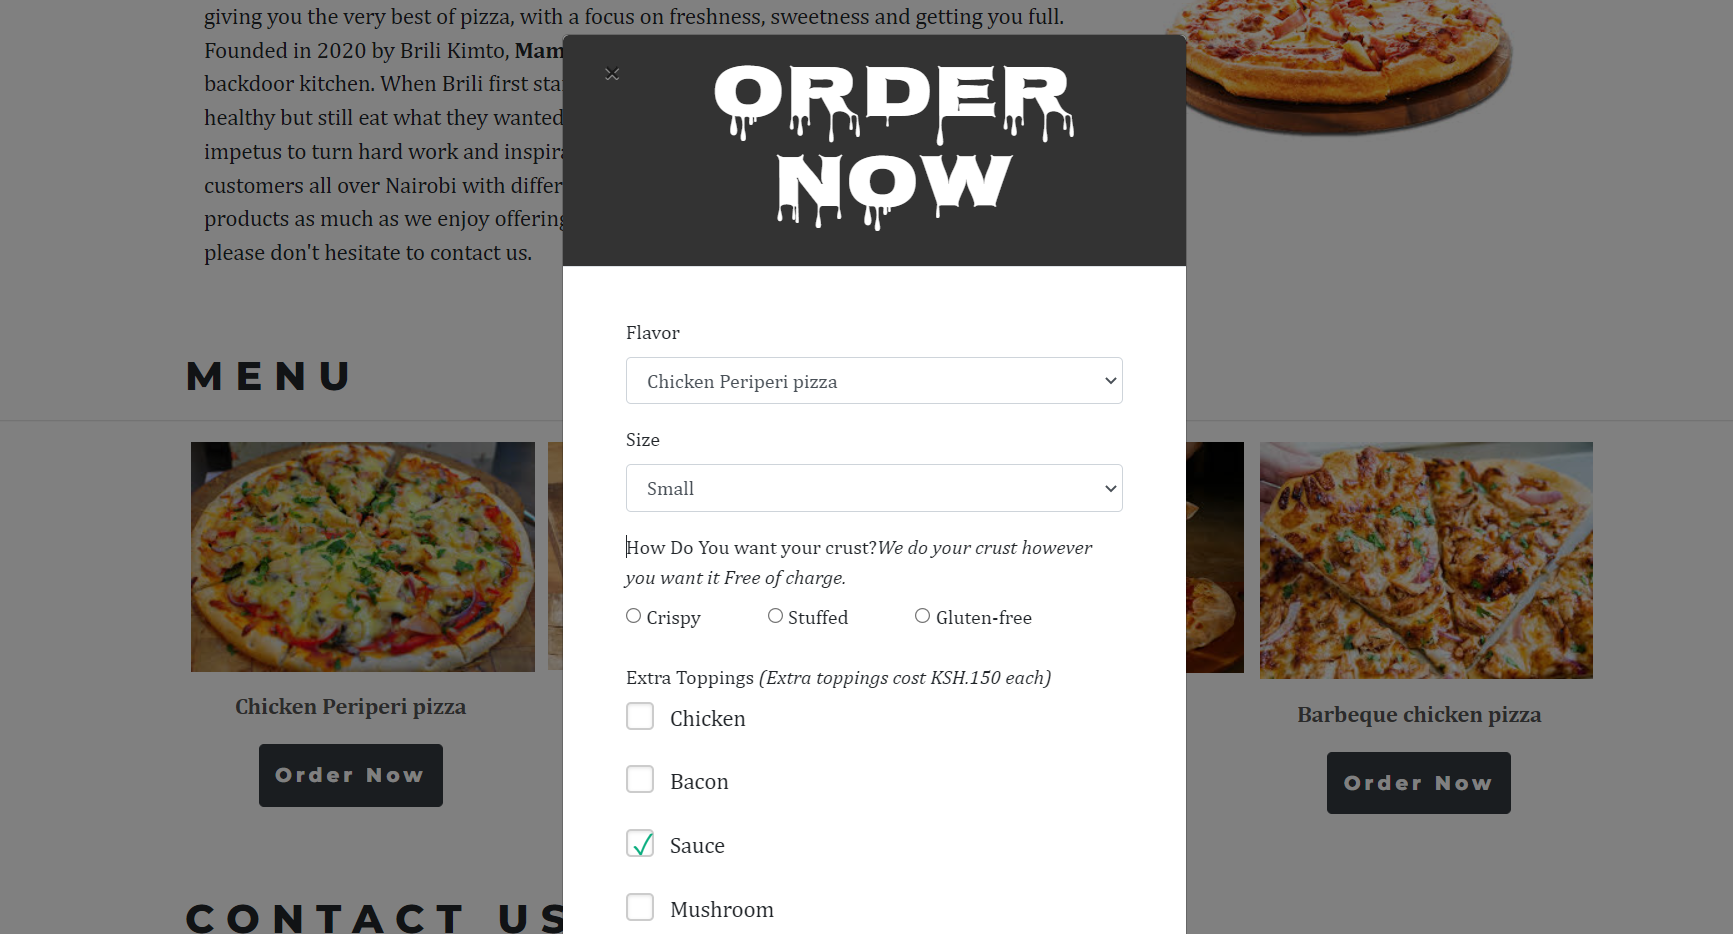 giving you the very best of pizza, with a focus on freshness, sweetness and getting you full.
Founded in 2020 by Brili Kimto, Mam
backdoor kitchen. When Brili first star
healthy but still eat what they wanted
impetus to turn hard work and inspira
customers all over Nairobi with differ
products as much as we enjoy offering
please don't hesitate to contact us.
×
ORDER
NOW
Flavor
Chicken Periperi pizza
Size
Small
How Do You want your crust?We do your crust however
you want it Free of charge.
Crispy Stuffed Gluten-free
Extra Toppings (Extra toppings cost KSH.150 each)
Chicken
Bacon
Sauce
Mushroom
MENU
Chicken Periperi pizza
Order Now
Barbeque chicken pizza
Order Now
CONTACT US